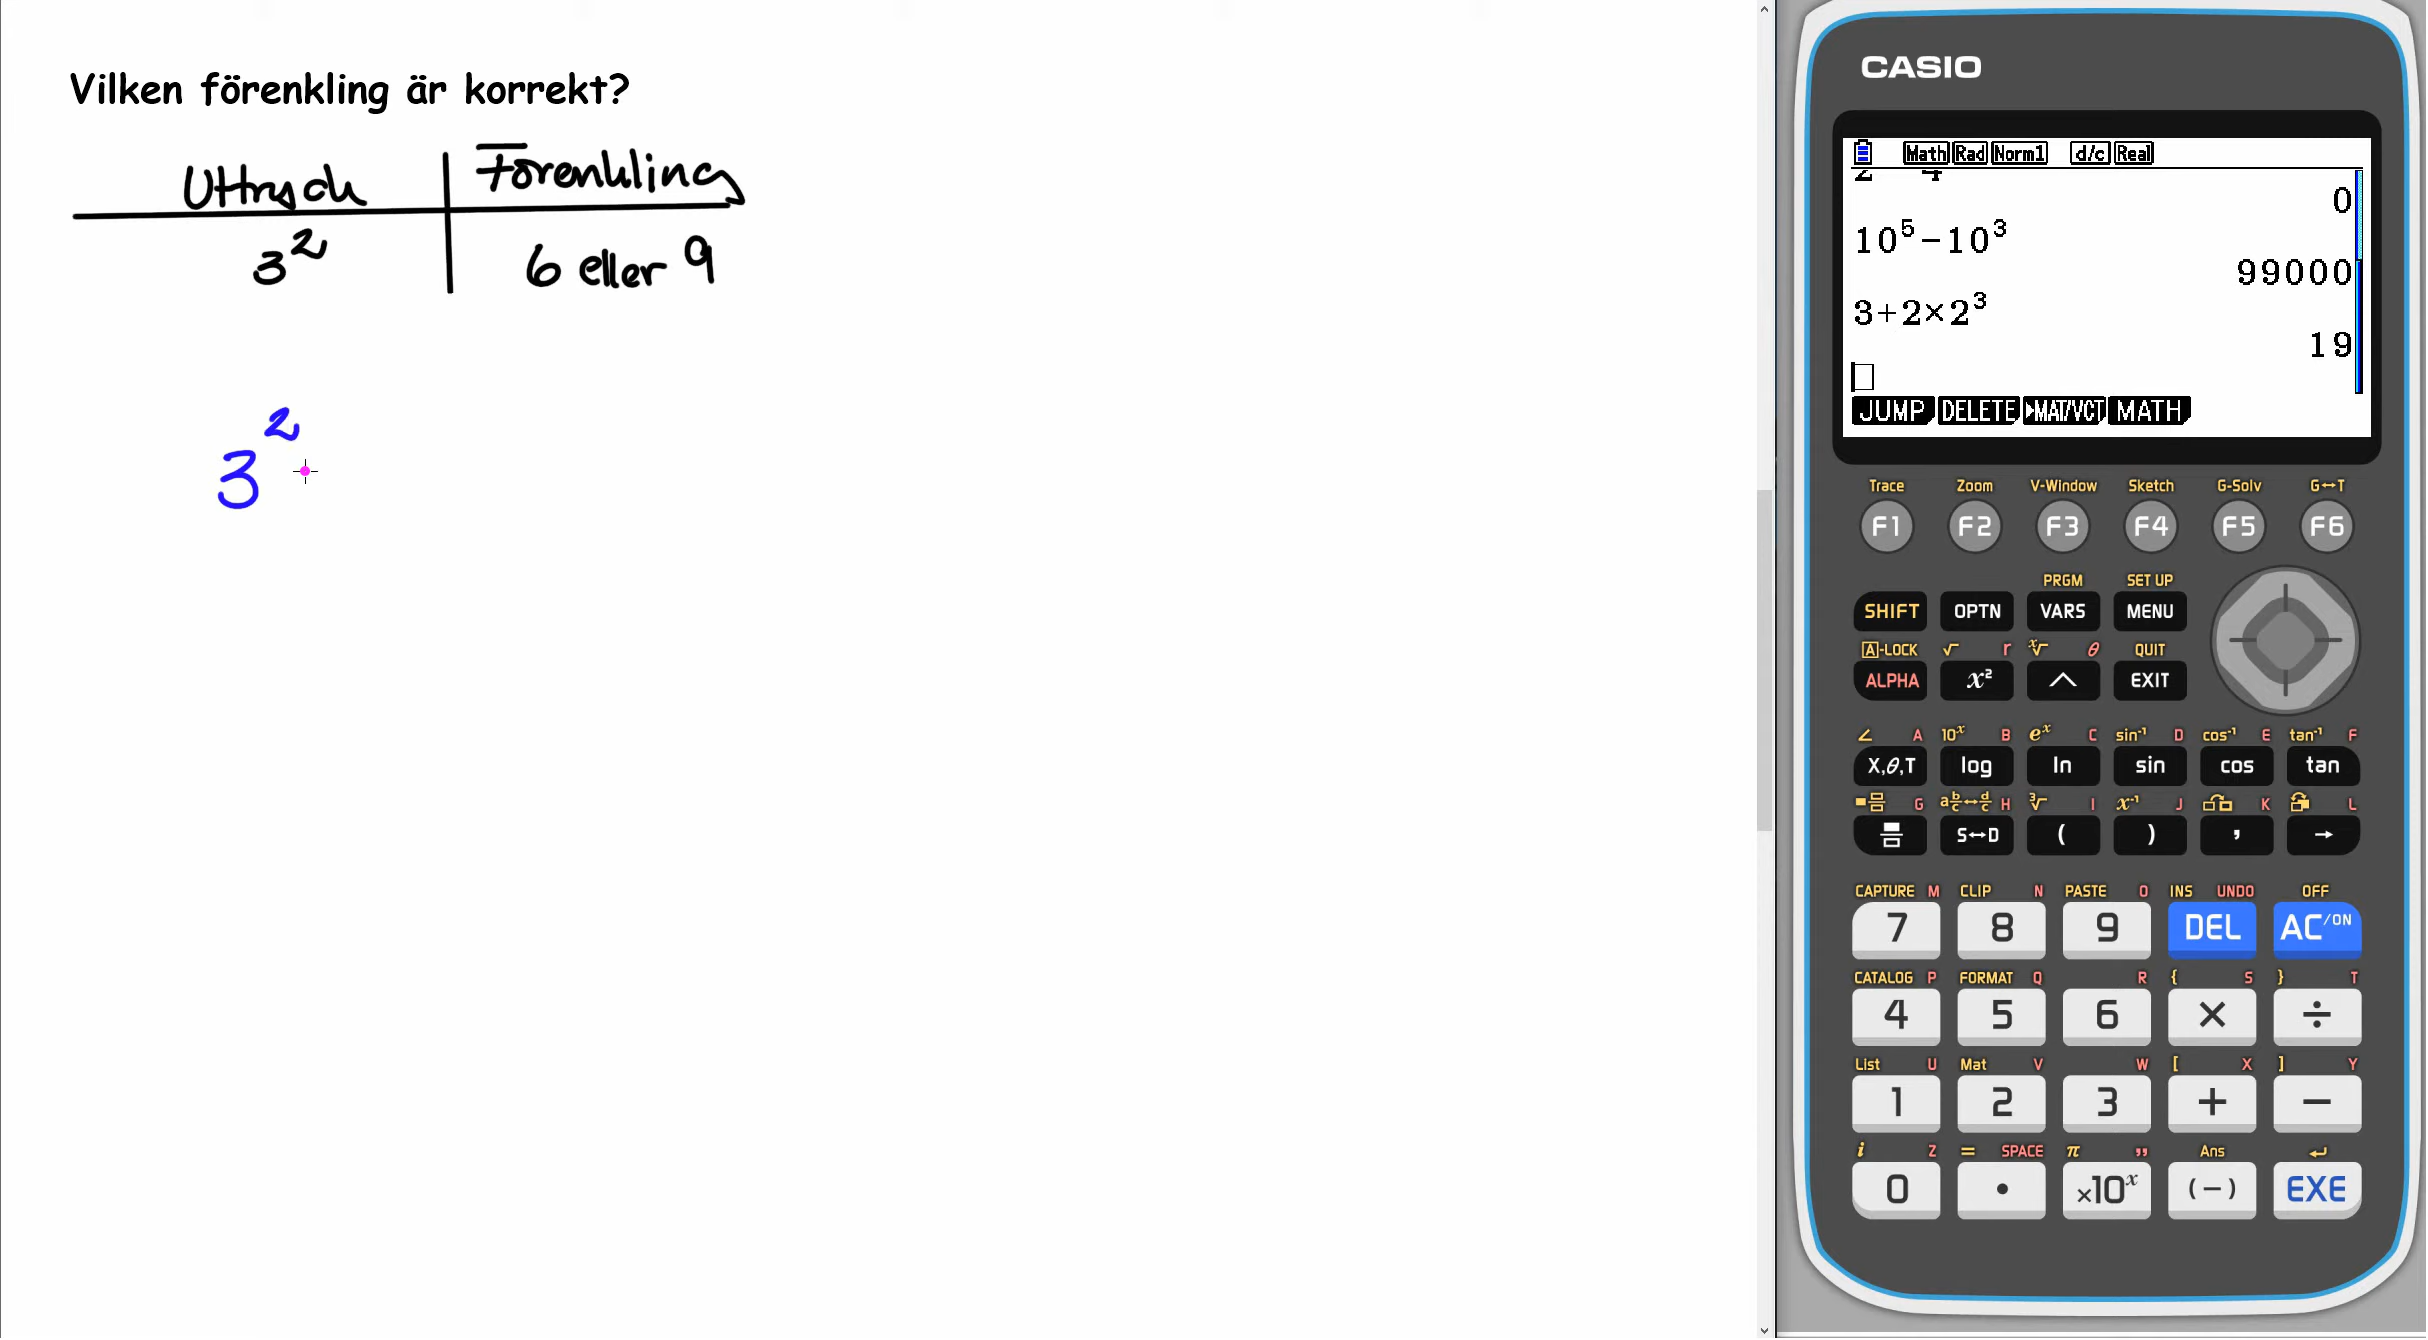 Vilken förenkling är korrekt?
Uttryck Förenkling
3² 6 eller 9
3²
CASIO
Math Rad Norm1 d/c Real
0
10⁵−10³
99000
3+2×2³
19
JUMP DELETE ▶MAT/VCT MATH
Trace Zoom V-Window Sketch G-Solv G↔T
F1 F2 F3 F4 F5 F6
PRGM SET UP
SHIFT OPTN VARS MENU
A-LOCK √ r ˣ√ θ QUIT
ALPHA x² ^ EXIT
∠ A 10ˣ B eˣ C sin⁻¹ D cos⁻¹ E tan⁻¹ F
X,θ,T log ln sin cos tan
G a b/c↔d/c H ³√ I x⁻¹ J K L
S↔D ( ) , →
CAPTURE M CLIP N PASTE O INS UNDO OFF
7 8 9 DEL AC/ON
CATALOG P FORMAT Q R { S } T
4 5 6 × ÷
List U Mat V W [ X ] Y
1 2 3 + −
i Z = SPACE π " Ans ↵
0 • ×10ˣ (−) EXE